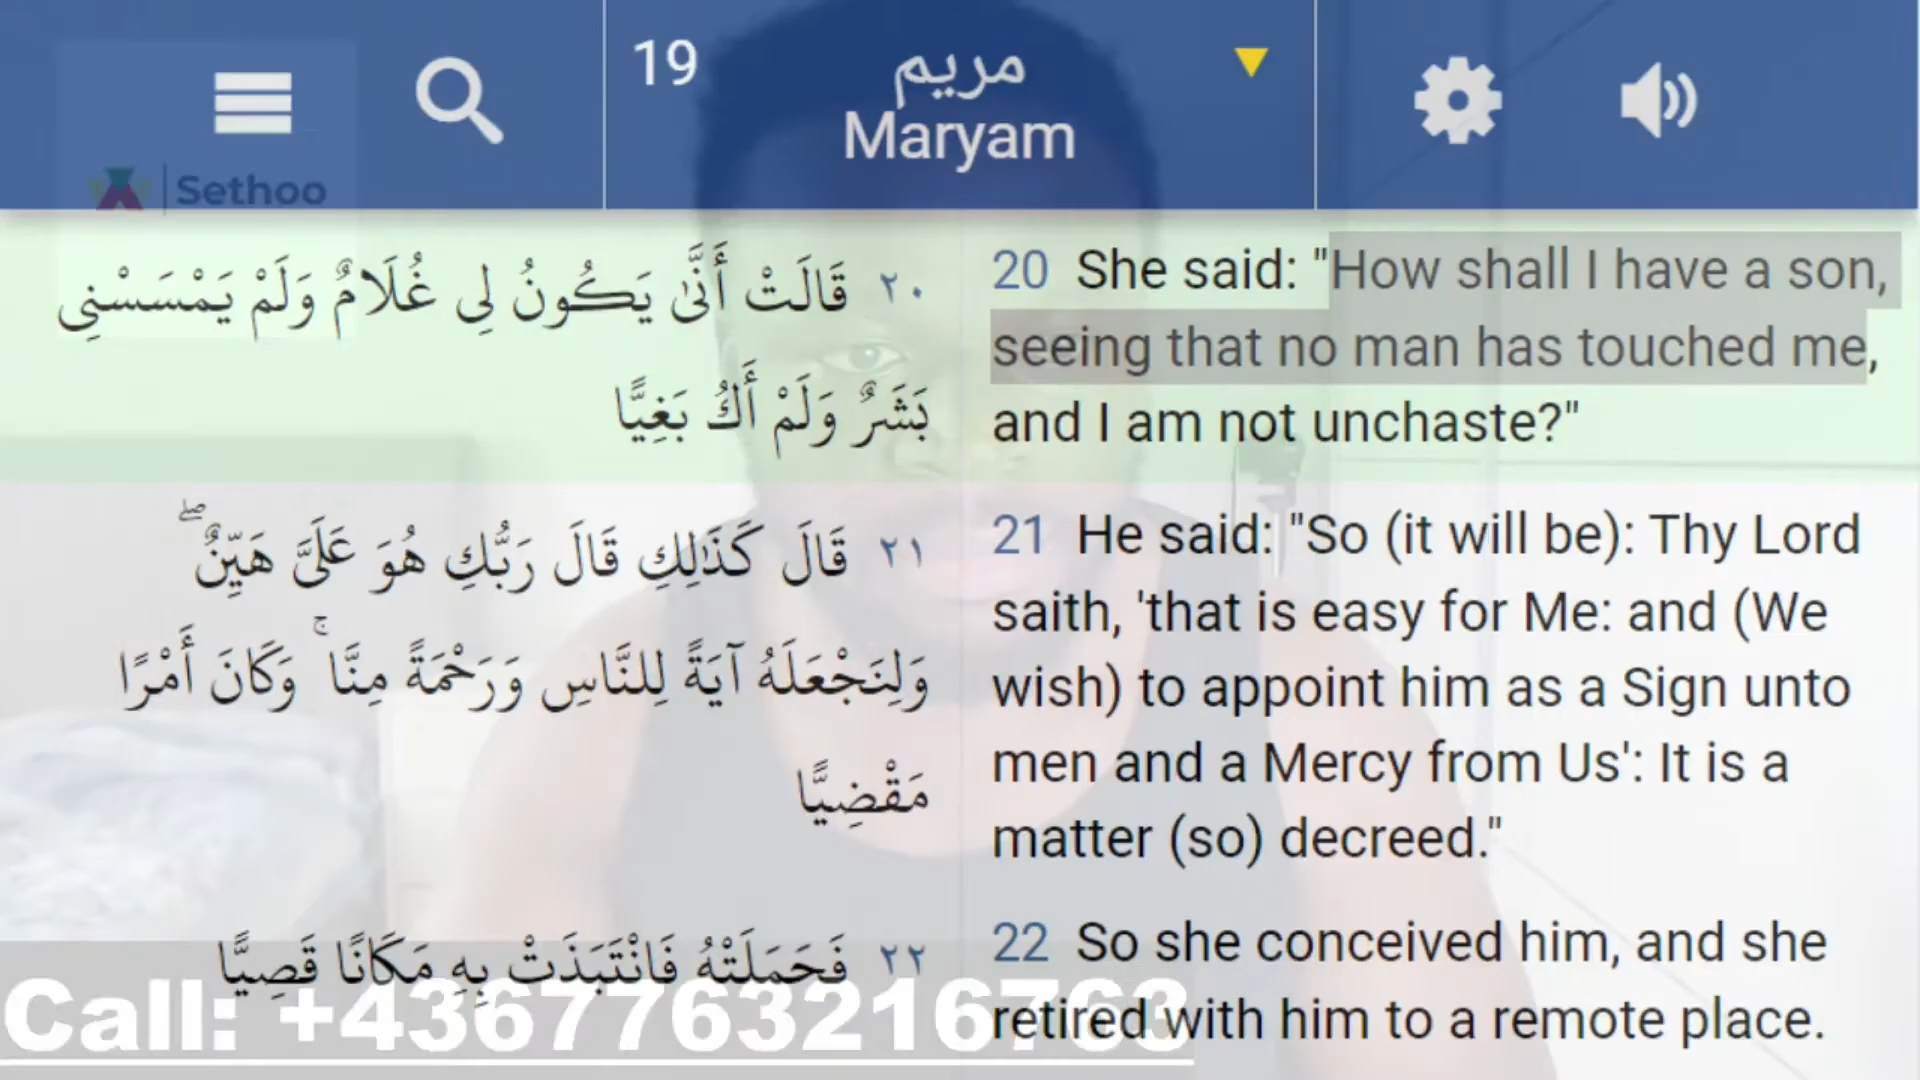 19
مريم
Maryam
Sethoo
٢٠ قَالَتْ أَنَّىٰ يَكُونُ لِي غُلَامٌ وَلَمْ يَمْسَسْنِي
بَشَرٌ وَلَمْ أَكُ بَغِيًّا
20 She said: "How shall I have a son,
seeing that no man has touched me,
and I am not unchaste?"
٢١ قَالَ كَذَٰلِكِ قَالَ رَبُّكِ هُوَ عَلَيَّ هَيِّنٌ ۖ
وَلِنَجْعَلَهُ آيَةً لِلنَّاسِ وَرَحْمَةً مِنَّا ۚ وَكَانَ أَمْرًا
مَقْضِيًّا
21 He said: "So (it will be): Thy Lord
saith, 'that is easy for Me: and (We
wish) to appoint him as a Sign unto
men and a Mercy from Us': It is a
matter (so) decreed."
٢٢ فَحَمَلَتْهُ فَانْتَبَذَتْ بِهِ مَكَانًا قَصِيًّا
22 So she conceived him, and she
retired with him to a remote place.
Call: +4367763216763